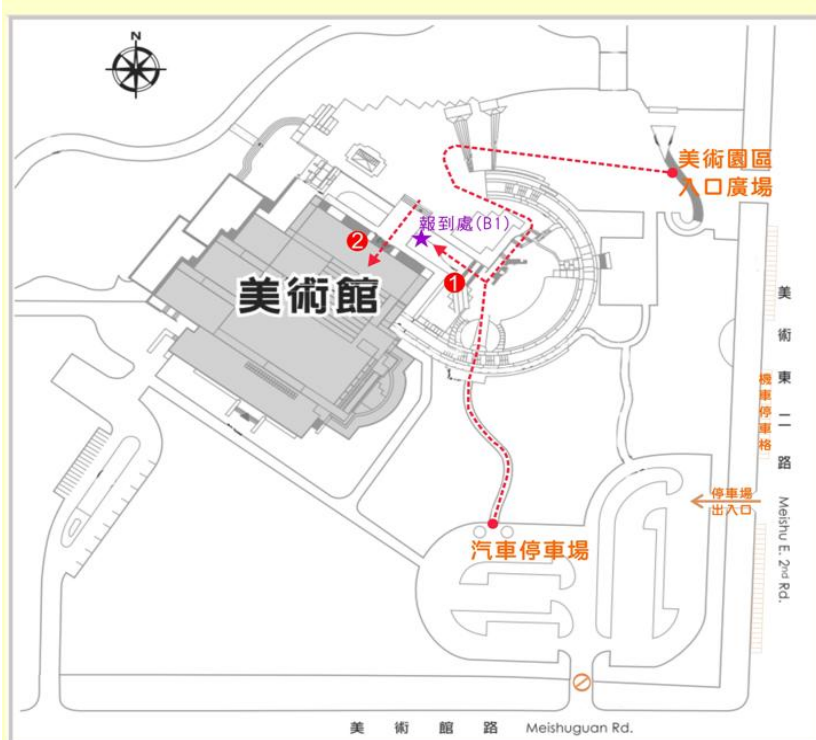 N
美術園區
入口廣場
報到處(B1)
2
1
美術館
美術東二路 Meishu E. 2nd Rd.
機車停車格
停車場
出入口
汽車停車場
美術館路 Meishuguan Rd.